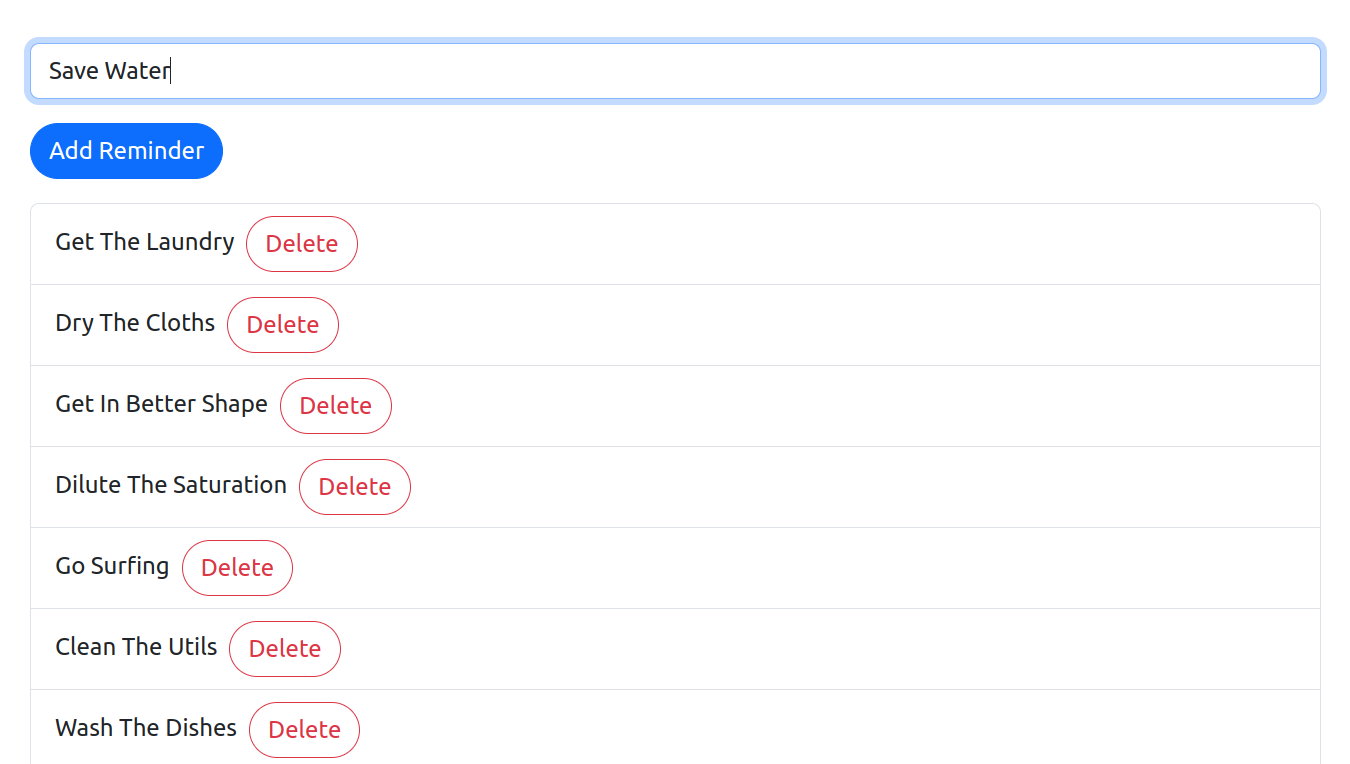 Save Water
Add Reminder
Get The Laundry Delete
Dry The Cloths Delete
Get In Better Shape Delete
Dilute The Saturation Delete
Go Surfing Delete
Clean The Utils Delete
Wash The Dishes Delete